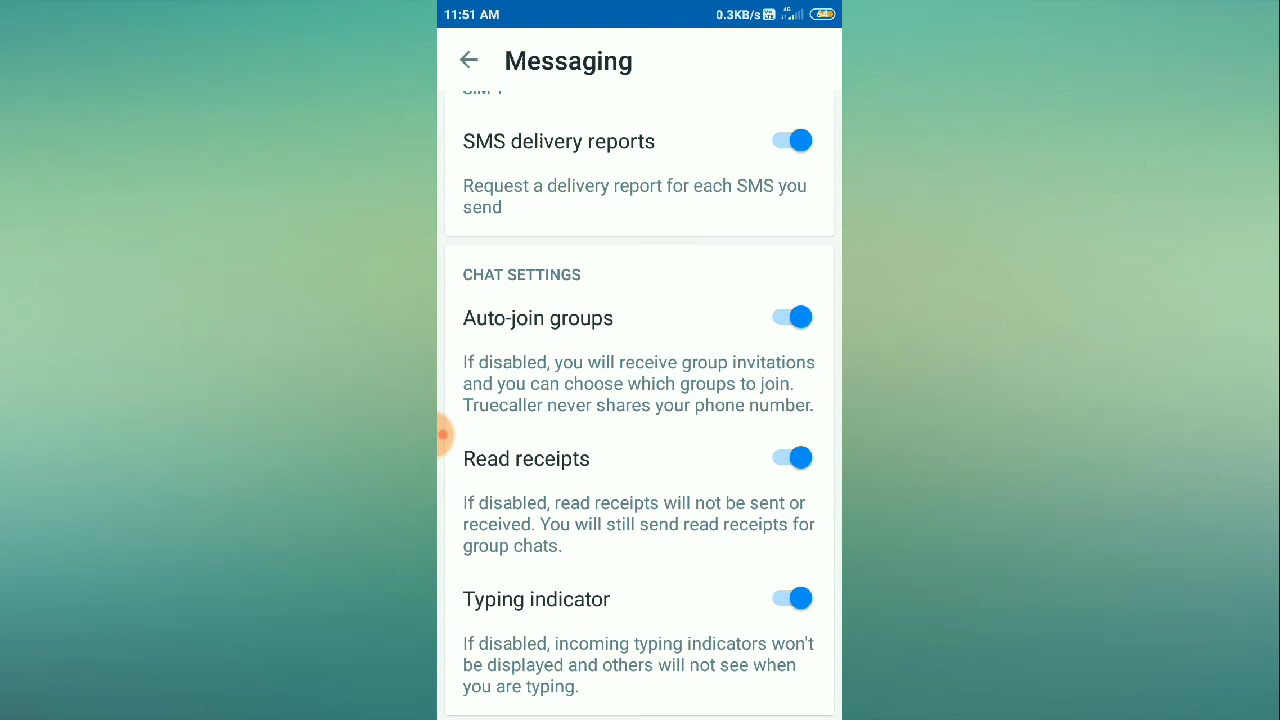 11:51 AM
0.3KB/s
4G
64
Messaging
SMS delivery reports
Request a delivery report for each SMS you
send
CHAT SETTINGS
Auto-join groups
If disabled, you will receive group invitations
and you can choose which groups to join.
Truecaller never shares your phone number.
Read receipts
If disabled, read receipts will not be sent or
received. You will still send read receipts for
group chats.
Typing indicator
If disabled, incoming typing indicators won't
be displayed and others will not see when
you are typing.